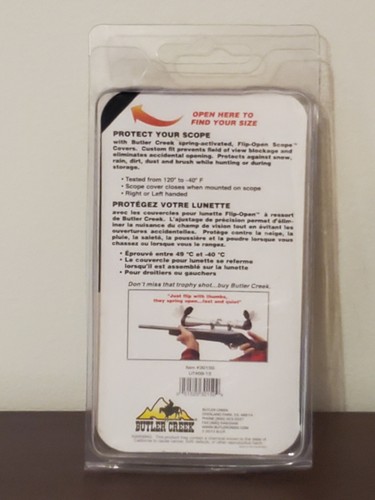 OPEN HERE TO
FIND YOUR SIZE
PROTECT YOUR SCOPE
with Butler Creek spring-activated, Flip-Open Scope™
Covers. Custom fit prevents field of view blockage and
eliminates accidental opening. Protects against snow,
rain, dirt, dust and brush while hunting or during
storage.
• Tested from 120° to -40° F
• Scope cover closes when mounted on scope
• Right or Left handed
PROTÉGEZ VOTRE LUNETTE
avec les couvercles pour lunette Flip-Open™ à ressort
de Butler Creek. L'ajustage de précision permet d'élim-
iner la nuisance du champ de vision tout en évitant les
ouvertures accidentelles. Protège contre la neige, la
pluie, la saleté, la poussière et la poudre lorsque vous
chassez ou lorsque vous le ranges.
• Éprouvé entre 49 °C et -40 °C
• Le couvercle pour lunette se referme
lorsqu'il est assemblé sur la lunette
• Pour droitiers ou gauchers
Don't miss that trophy shot...buy Butler Creek.
"Just flip with thumbs,
they spring open...fast and quiet"
BUTLER CREEK
BUTLER CREEK